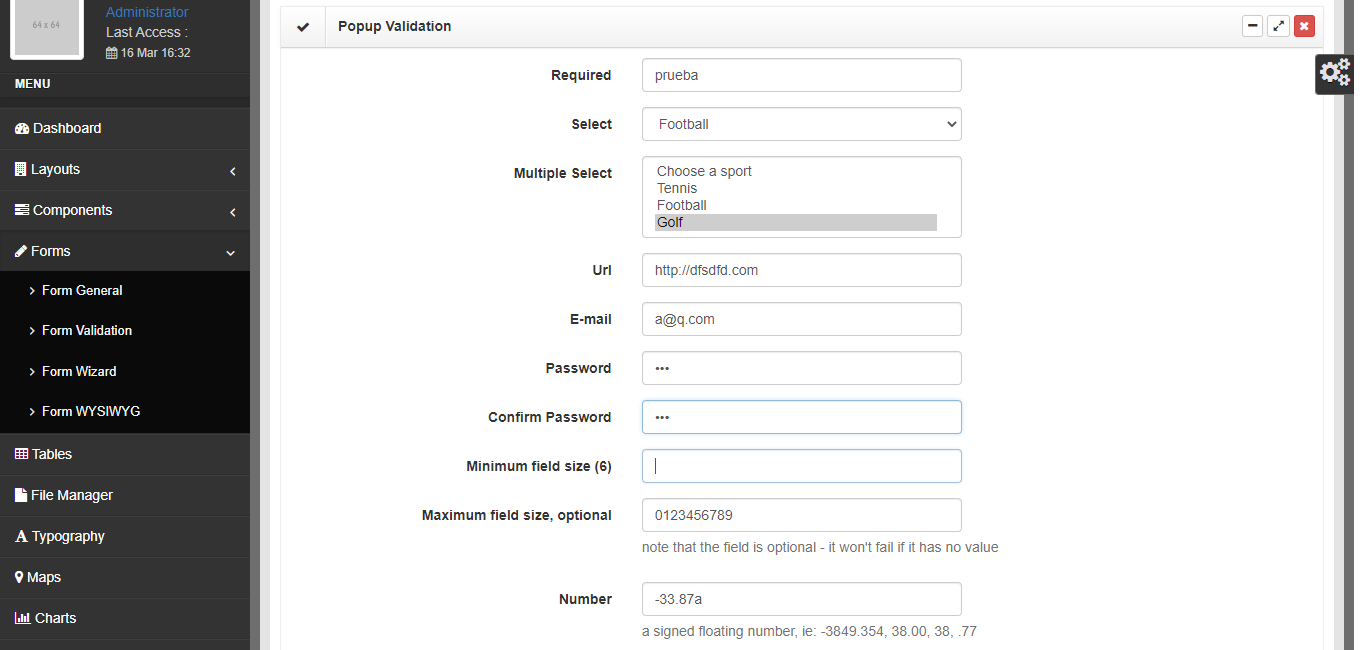 64 x 64
Administrator
Last Access :
16 Mar 16:32
MENU
Dashboard
Layouts
Components
Forms
Form General
Form Validation
Form Wizard
Form WYSIWYG
Tables
File Manager
Typography
Maps
Charts
Popup Validation
Required prueba
Select Football
Multiple Select Choose a sport
Tennis
Football
Golf
Url http://dfsdfd.com
E-mail a@q.com
Password •••
Confirm Password •••
Minimum field size (6)
Maximum field size, optional 0123456789
note that the field is optional - it won't fail if it has no value
Number -33.87a
a signed floating number, ie: -3849.354, 38.00, 38, .77